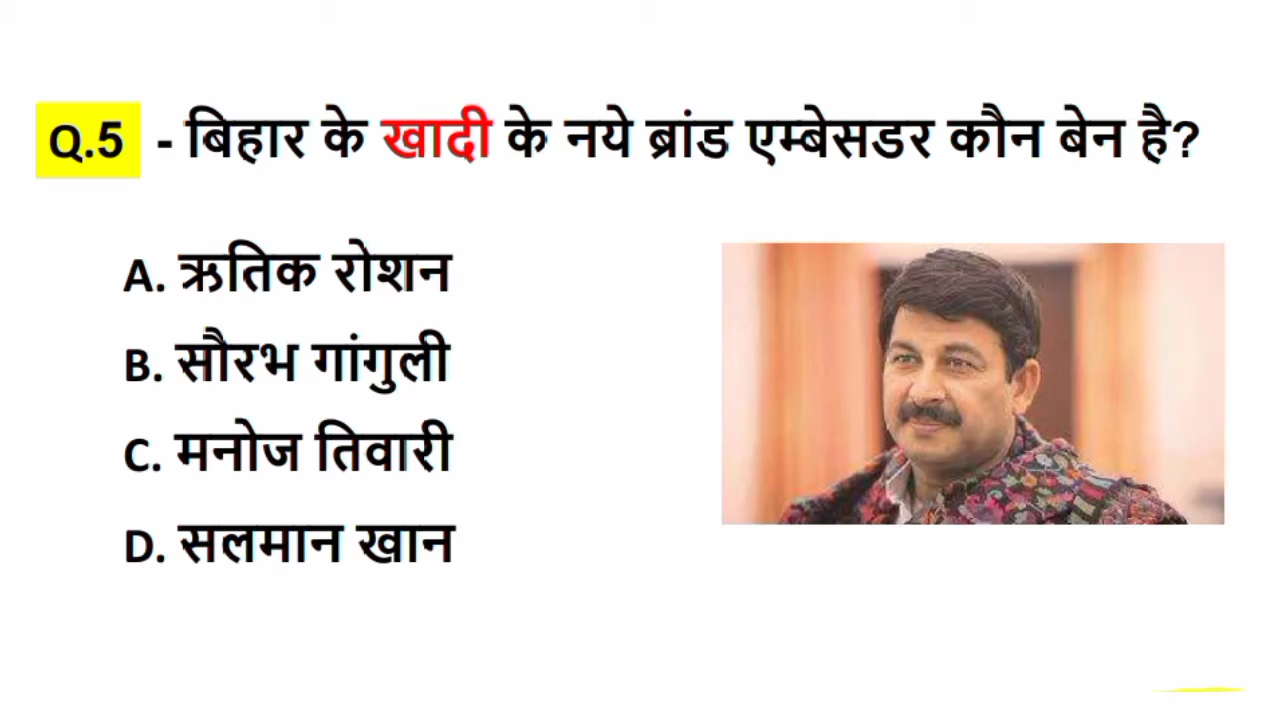 Q.5 - बिहार के खादी के नये ब्रांड एम्बेसडर कौन बेन है?
A. ऋतिक रोशन
B. सौरभ गांगुली
C. मनोज तिवारी
D. सलमान खान